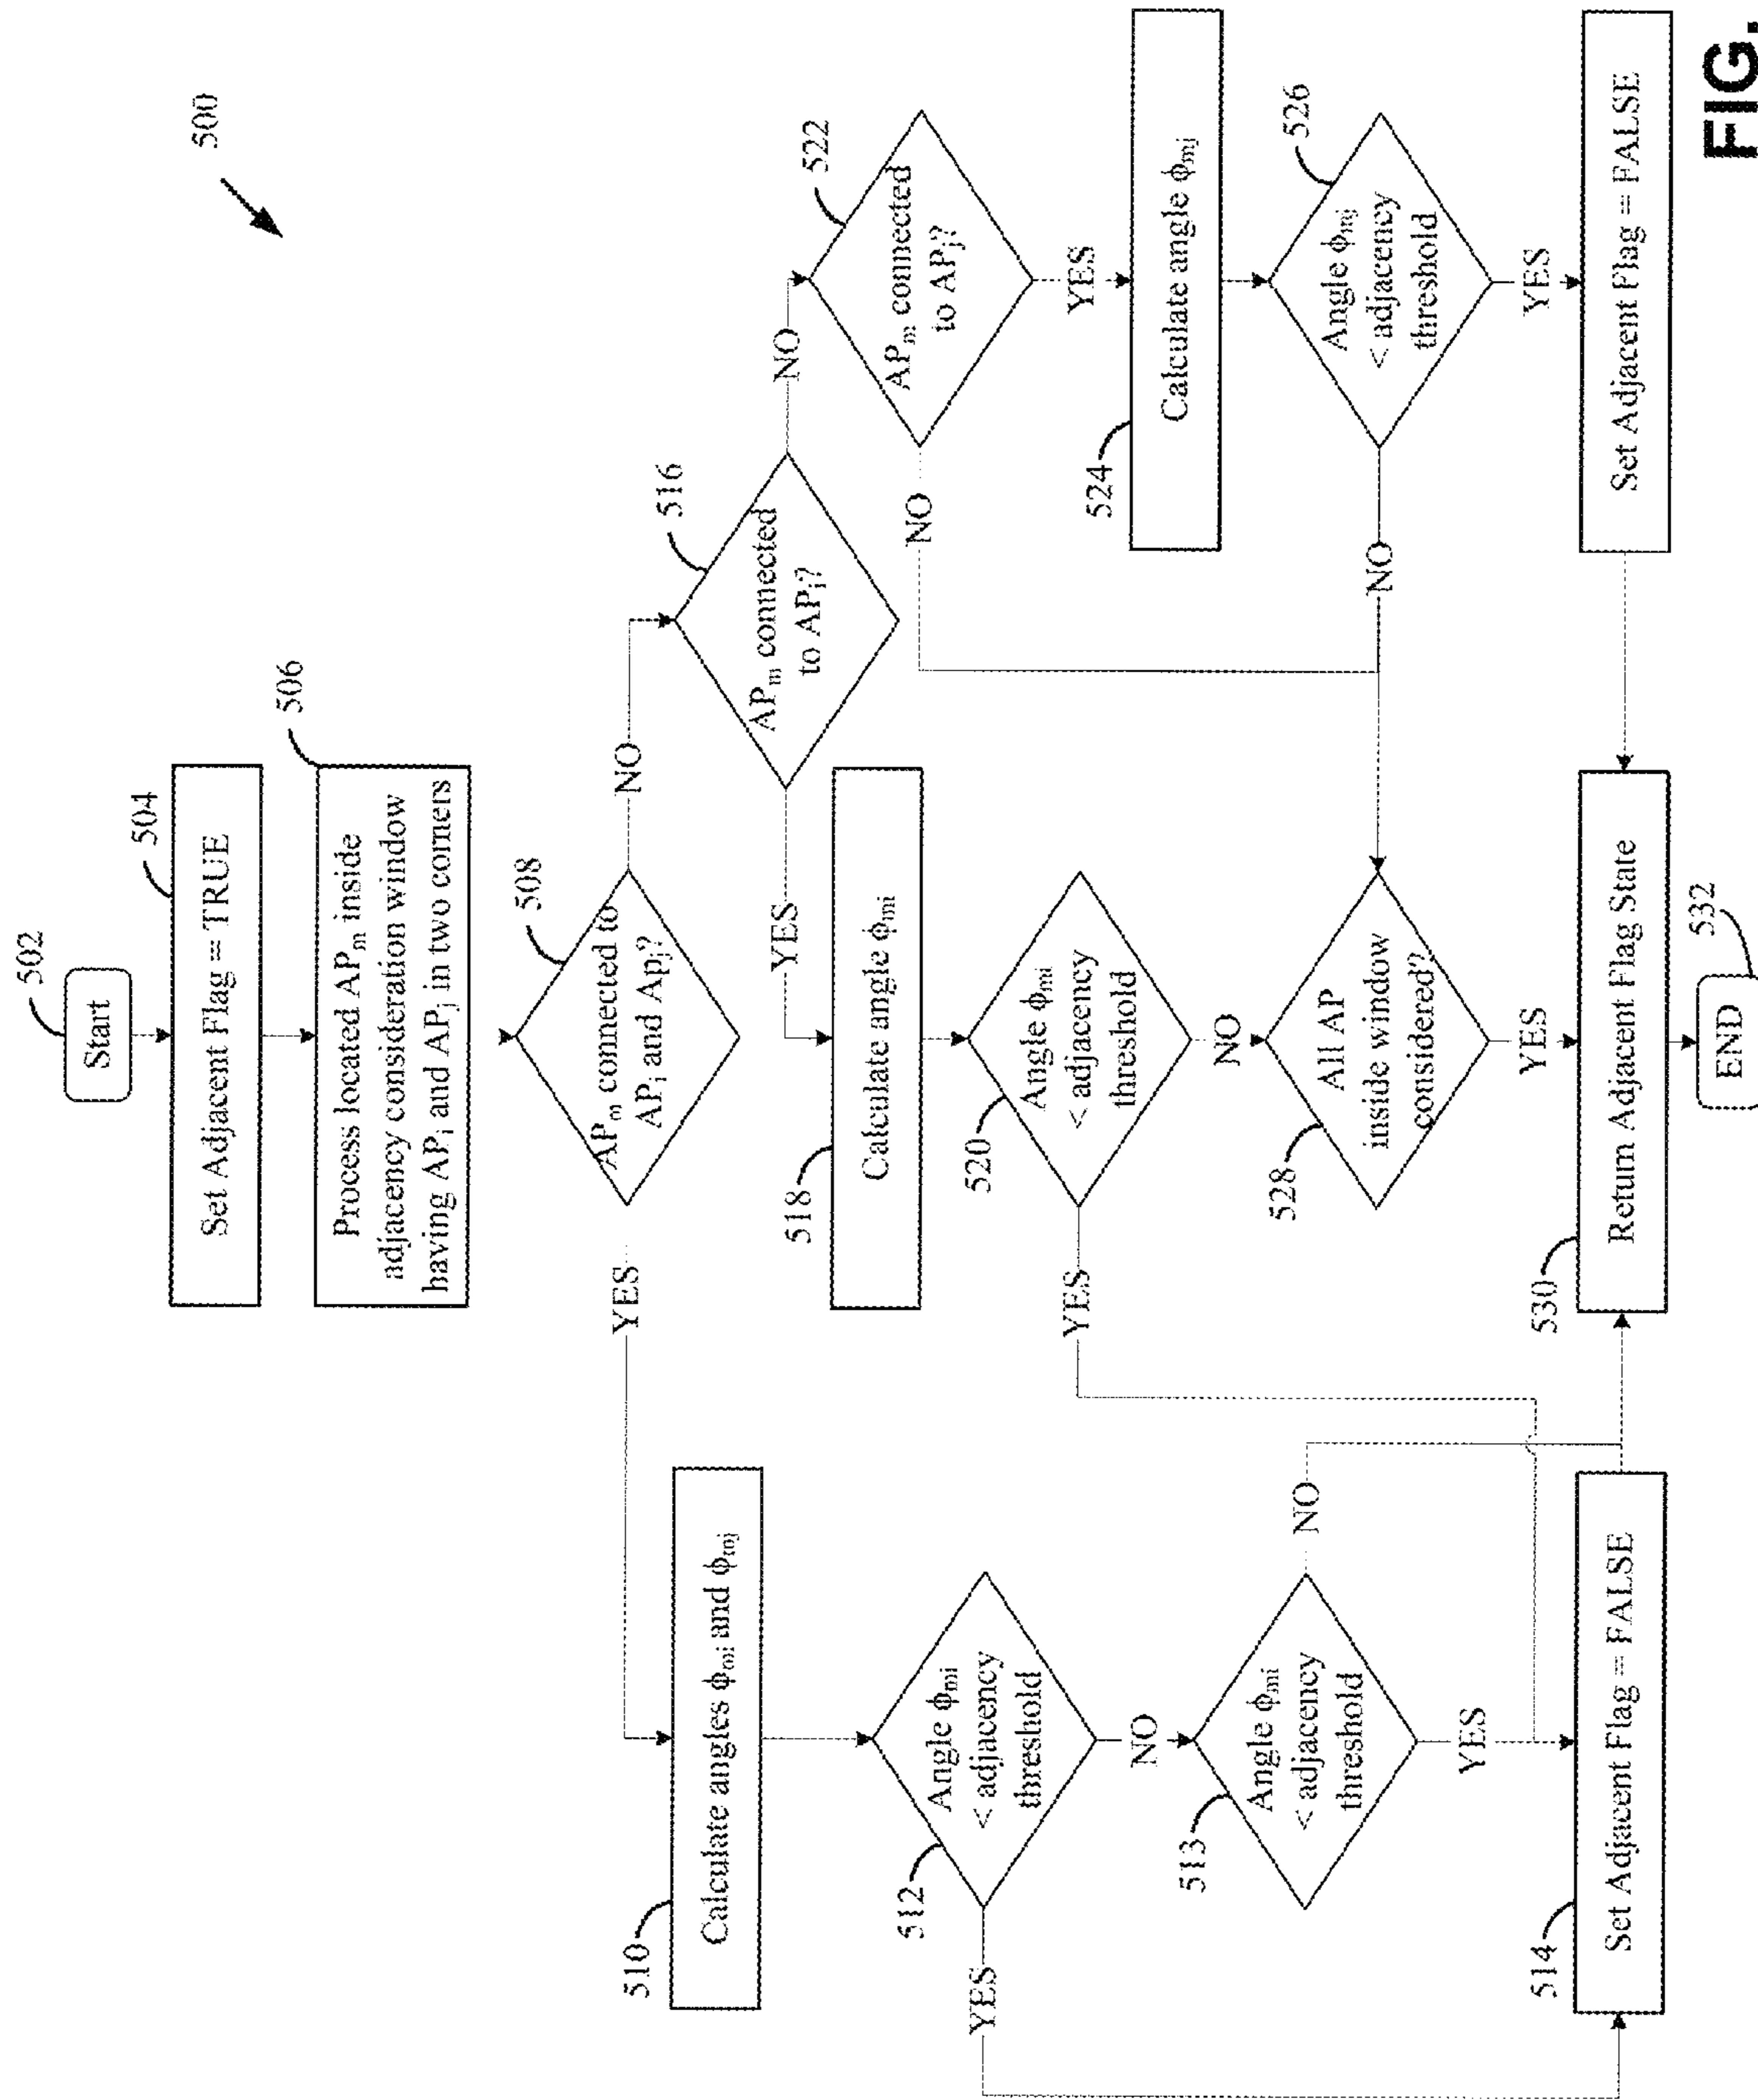 500
502
Start
504
Set Adjacent Flag = TRUE
506
Process located APm inside
adjacency consideration window
having APi and APj in two corners
508
APm connected to
APi and Apj?
YES
NO
510
Calculate angles ϕmi and ϕmj
516
APm connected
to APi?
YES
NO
522
APm connected
to APj?
NO
YES
518
Calculate angle ϕmi
524
Calculate angle ϕmj
512
Angle ϕmi
< adjacency
threshold
YES
NO
520
Angle ϕmi
< adjacency
threshold
YES
NO
526
Angle ϕmj
< adjacency
threshold
NO
YES
513
Angle ϕmi
< adjacency
threshold
NO
YES
528
All AP
inside window
considered?
YES
514
Set Adjacent Flag = FALSE
530
Return Adjacent Flag State
Set Adjacent Flag = FALSE
532
END
FIG.